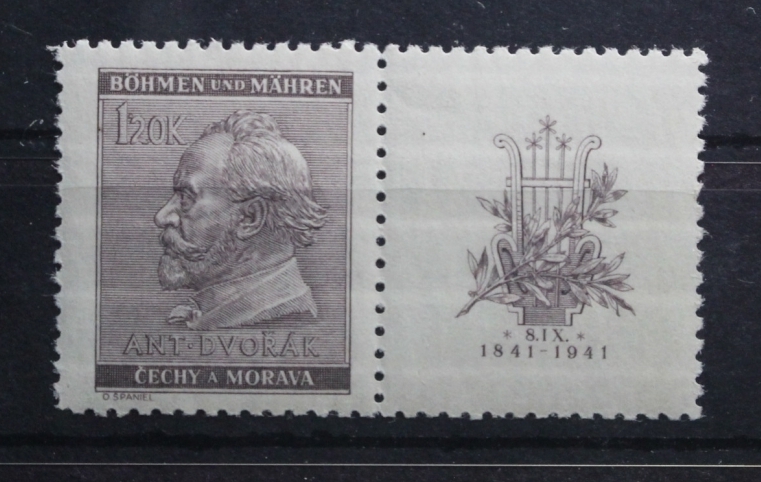 BÖHMEN UND MÄHREN
1.20K
ANT·DVOŘÁK
ČECHY A MORAVA
O ŠPANIEL
* 8.IX. *
1841-1941